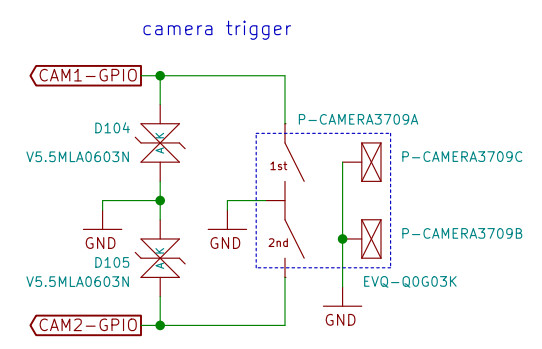 camera trigger
CAM1-GPIO
P-CAMERA3709A
D104
V5.5MLA0603N
A K
1st
P-CAMERA3709C
GND
GND
2nd
P-CAMERA3709B
D105
V5.5MLA0603N
A K
EVQ-Q0G03K
GND
CAM2-GPIO